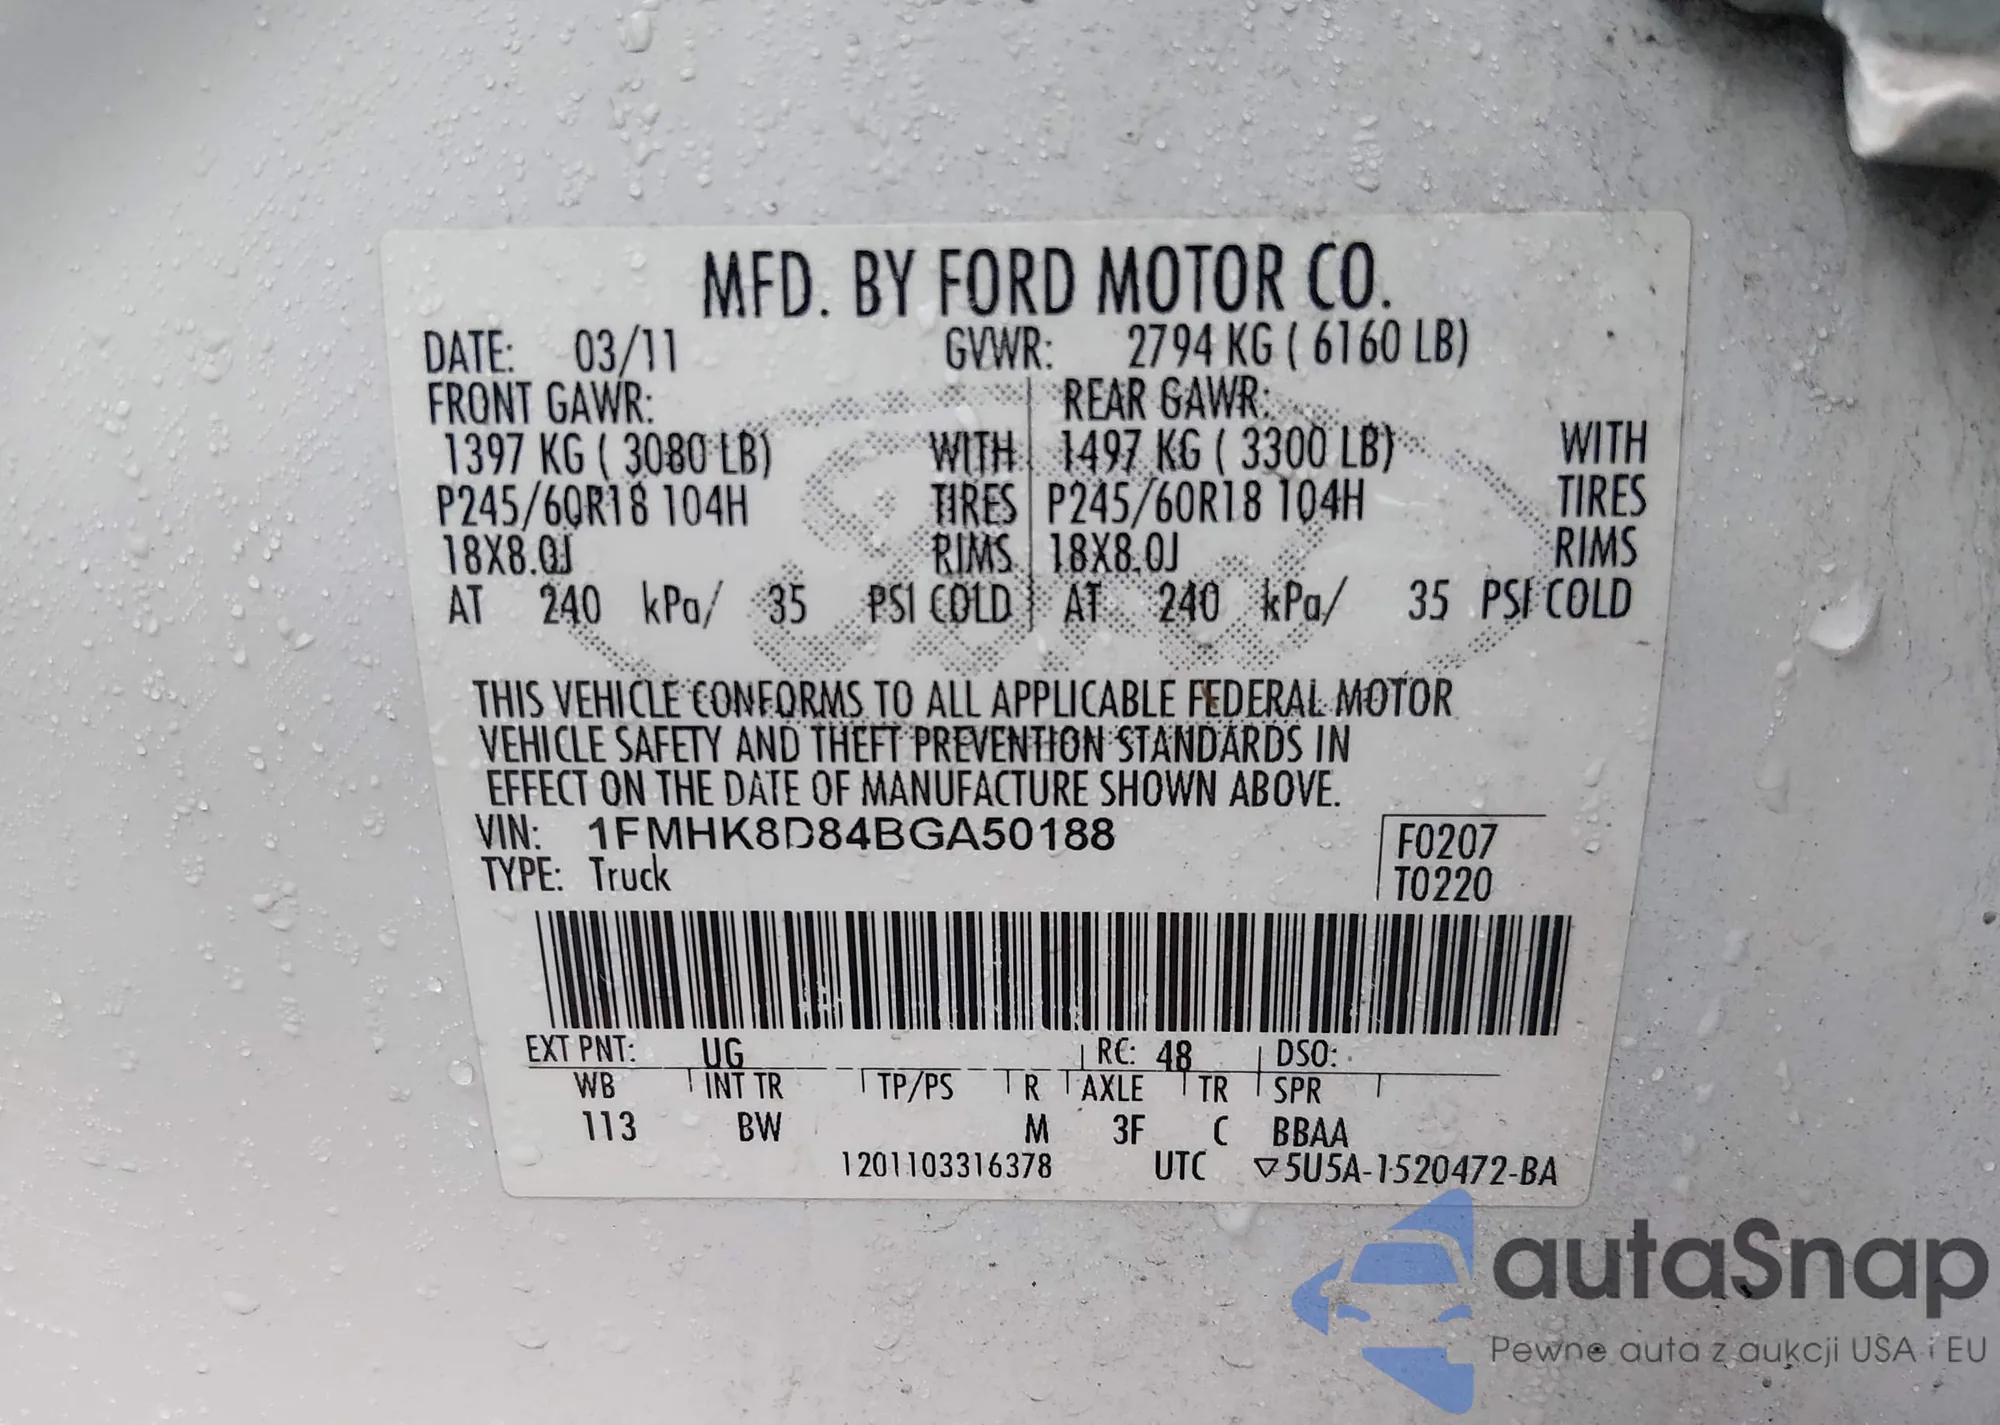 MFD. BY FORD MOTOR CO.
DATE: 03/11 GVWR: 2794 KG ( 6160 LB)
FRONT GAWR: REAR GAWR:
1397 KG ( 3080 LB) WITH 1497 KG ( 3300 LB) WITH
P245/60R18 104H TIRES P245/60R18 104H TIRES
18X8.0J RIMS 18X8.0J RIMS
AT 240 kPa/ 35 PSI COLD AT 240 kPa/ 35 PSI COLD
THIS VEHICLE CONFORMS TO ALL APPLICABLE FEDERAL MOTOR
VEHICLE SAFETY AND THEFT PREVENTION STANDARDS IN
EFFECT ON THE DATE OF MANUFACTURE SHOWN ABOVE.
VIN: 1FMHK8D84BGA50188 F0207
TYPE: Truck T0220
EXT PNT: UG RC: 48 DSO:
WB INT TR TP/PS R AXLE TR SPR
113 BW M 3F C BBAA
1201103316378 UTC ▽5U5A-1520472-BA
autaSnap
Pewne auta z aukcji USA i EU